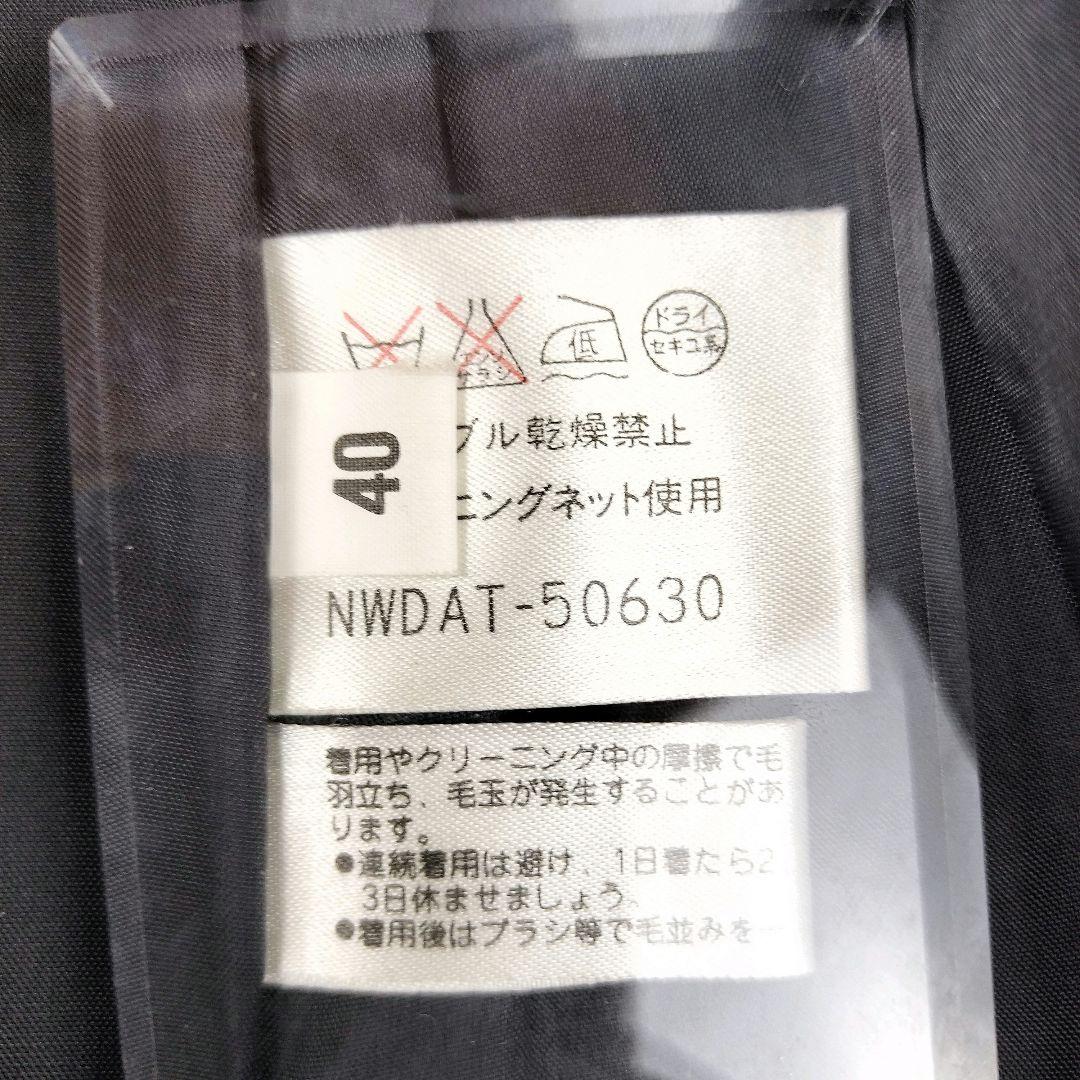 低
ドライ
セキユ系
40
ブル乾燥禁止
ニングネット使用
NWDAT-50630
着用やクリーニング中の摩擦で毛
羽立ち、毛玉が発生することがあ
ります。
●連続着用は避け、1日着たら2
3日休ませましょう。
●着用後はブラシ等で毛並みを一